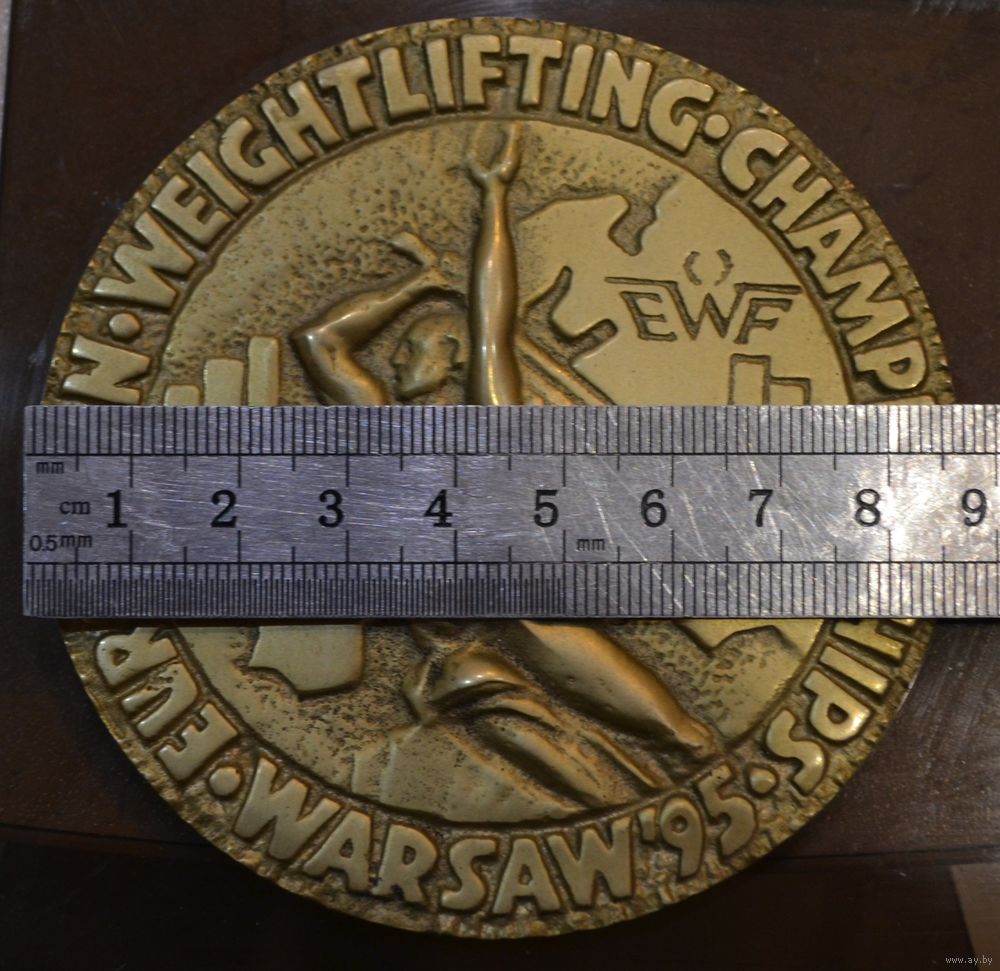 N · WEIGHTLIFTING · CHAMP
HIPS ·
EUR
· WARSAW '95 ·
EWF
mm
cm 1 2 3 4 5 6 7 8 9
0.5mm mm
www.ay.by